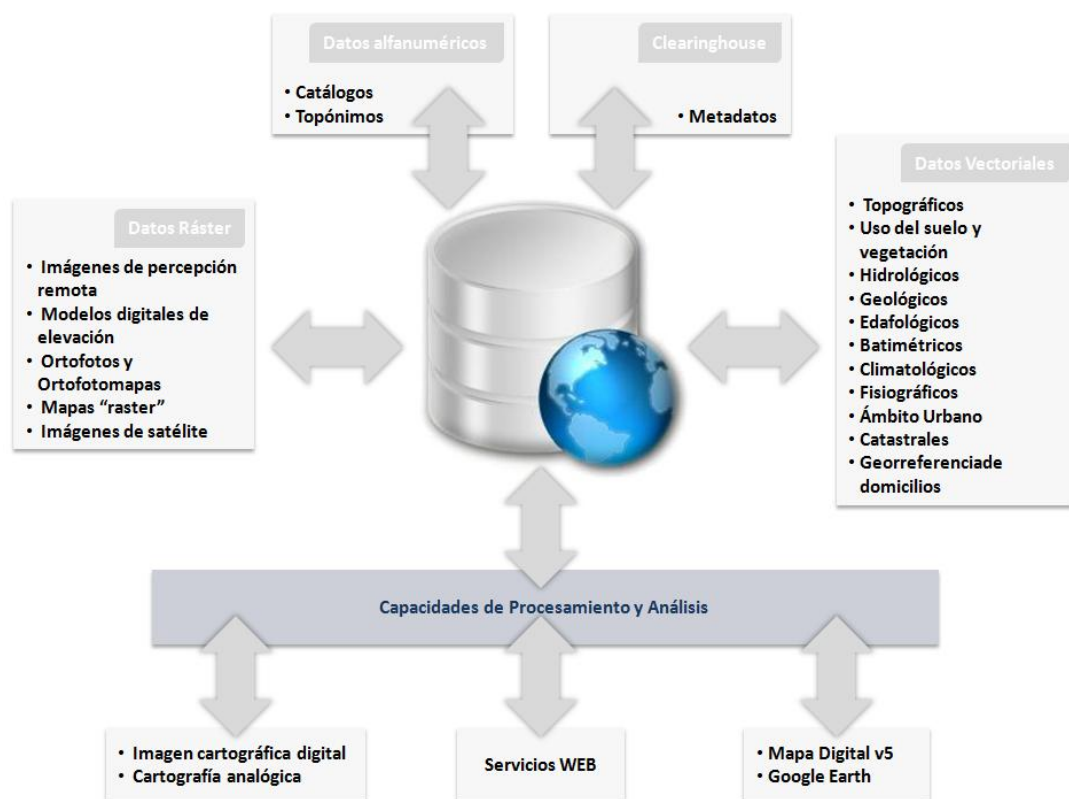 Datos alfanuméricos
• Catálogos
• Topónimos
Clearinghouse
• Metadatos
Datos Ráster
• Imágenes de percepción
remota
• Modelos digitales de
elevación
• Ortofotos y
Ortofotomapas
• Mapas “raster”
• Imágenes de satélite
Datos Vectoriales
• Topográficos
• Uso del suelo y
vegetación
• Hidrológicos
• Geológicos
• Edafológicos
• Batimétricos
• Climatológicos
• Fisiográficos
• Ámbito Urbano
• Catastrales
• Georreferenciade
domicilios
Capacidades de Procesamiento y Análisis
• Imagen cartográfica digital
• Cartografía analógica
Servicios WEB
• Mapa Digital v5
• Google Earth